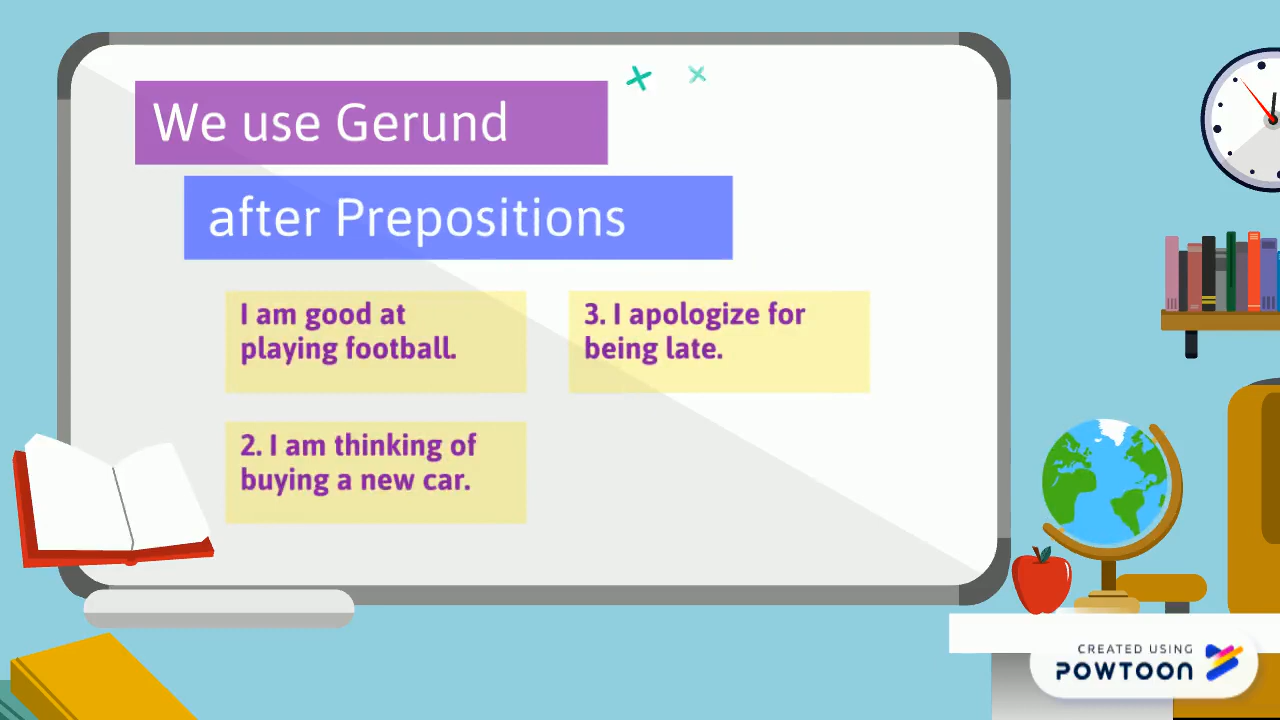 We use Gerund
after Prepositions
I am good at
playing football.
3. I apologize for
being late.
2. I am thinking of
buying a new car.
CREATED USING
POWTOON